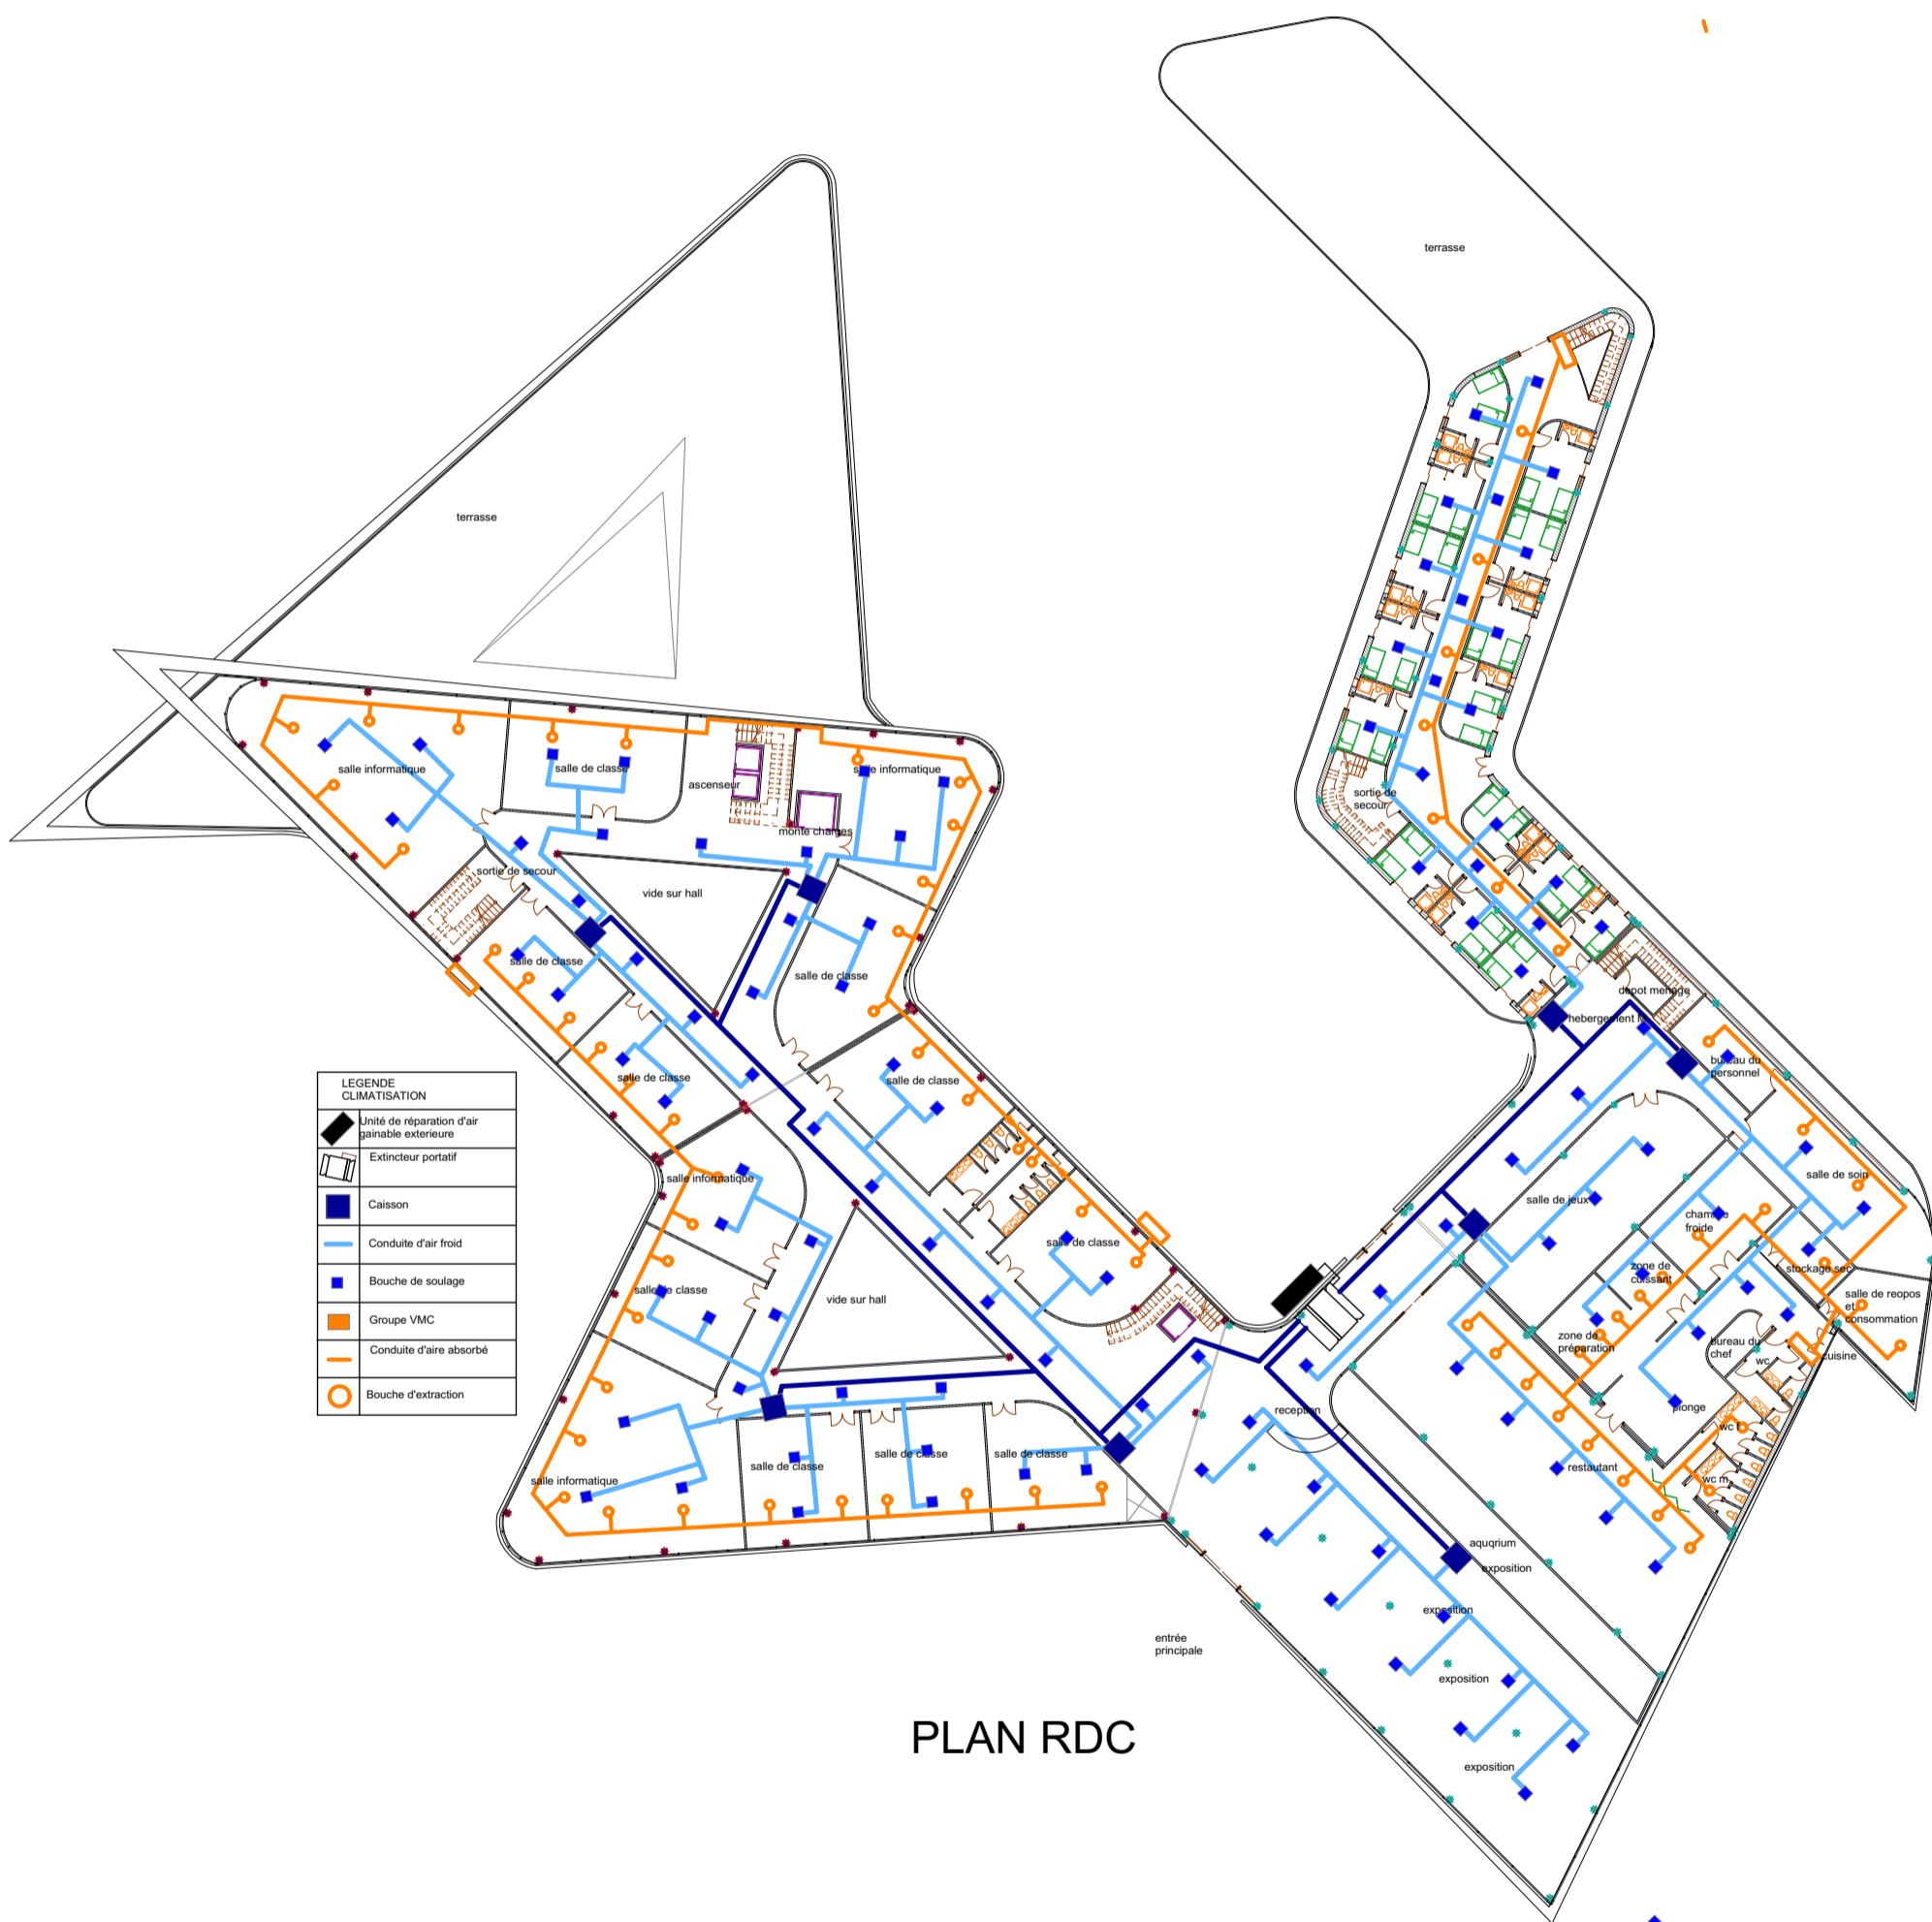 terrasse
terrasse
salle informatique
salle de classe
ascenseur
salle informatique
monte charges
sortie de secour
vide sur hall
salle de classe
salle de classe
salle de classe
salle de classe
salle informatique
salle de classe
salle de classe
vide sur hall
salle informatique
salle de classe
salle de classe
salle de classe
sortie de
secour
depot menage
hebergement M
bureau du
personnel
salle de soin
salle de jeux
chambre
froide
zone de
cuissant
stockage sec
salle de reopos
et
consommation
zone de
préparation
bureau du
chef
wc
cuisine
plonge
wc f
wc m
restautant
reception
aquqrium
exposition
exposition
exposition
exposition
entrée
principale
LEGENDE
CLIMATISATION
Unité de réparation d'air
gainable exterieure
Extincteur portatif
Caisson
Conduite d'air froid
Bouche de soulage
Groupe VMC
Conduite d'aire absorbé
Bouche d'extraction
PLAN RDC